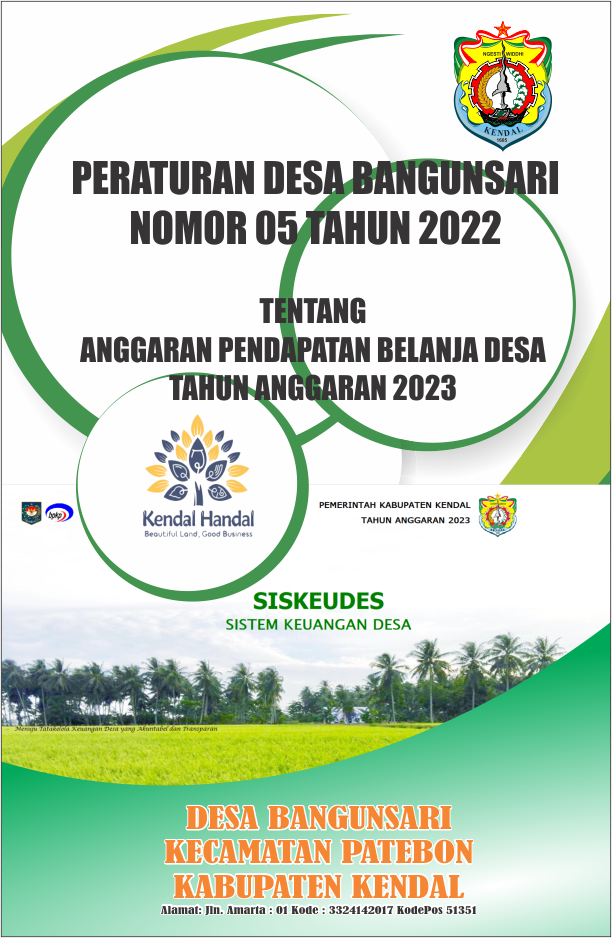 NGESTI WIDDHI
KENDAL
1605
PERATURAN DESA BANGUNSARI
NOMOR 05 TAHUN 2022
TENTANG
ANGGARAN PENDAPATAN BELANJA DESA
TAHUN ANGGARAN 2023
Kendal Handal
Beautiful Land, Good Business
bpkp
PEMERINTAH KABUPATEN KENDAL
TAHUN ANGGARAN 2023
SISKEUDES
SISTEM KEUANGAN DESA
Menuju Tatakelola Keuangan Desa yang Akuntabel dan Transparan
DESA BANGUNSARI
KECAMATAN PATEBON
KABUPATEN KENDAL
Alamat: Jln. Amarta : 01 Kode : 3324142017 KodePos 51351